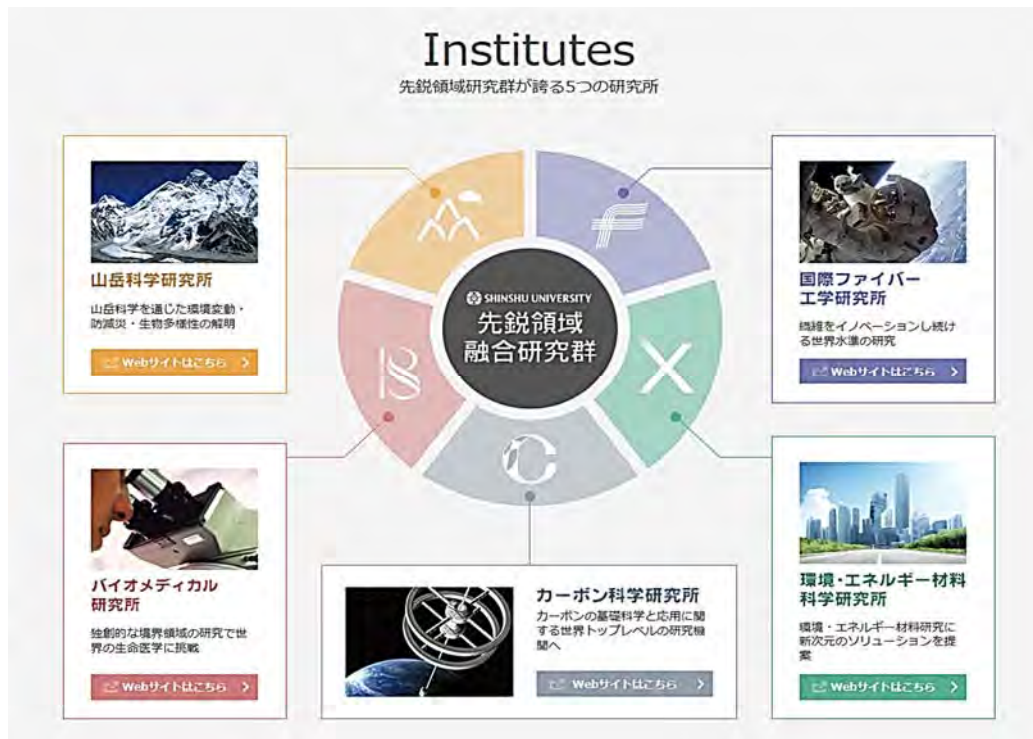 Institutes
先鋭領域研究群が誇る5つの研究所
山岳科学研究所
山岳科学を通じた環境変動・
防減災・生物多様性の解明
Webサイトはこちら
国際ファイバー
工学研究所
繊維をイノベーションし続け
る世界水準の研究
Webサイトはこちら
SHINSHU UNIVERSITY
先鋭領域
融合研究群
バイオメディカル
研究所
独創的な境界領域の研究で世
界の生命医学に挑戦
Webサイトはこちら
カーボン科学研究所
カーボンの基礎科学と応用に関
する世界トップレベルの研究機
関へ
Webサイトはこちら
環境・エネルギー材料
科学研究所
環境・エネルギー材料研究に
新次元のソリューションを提
案
Webサイトはこちら